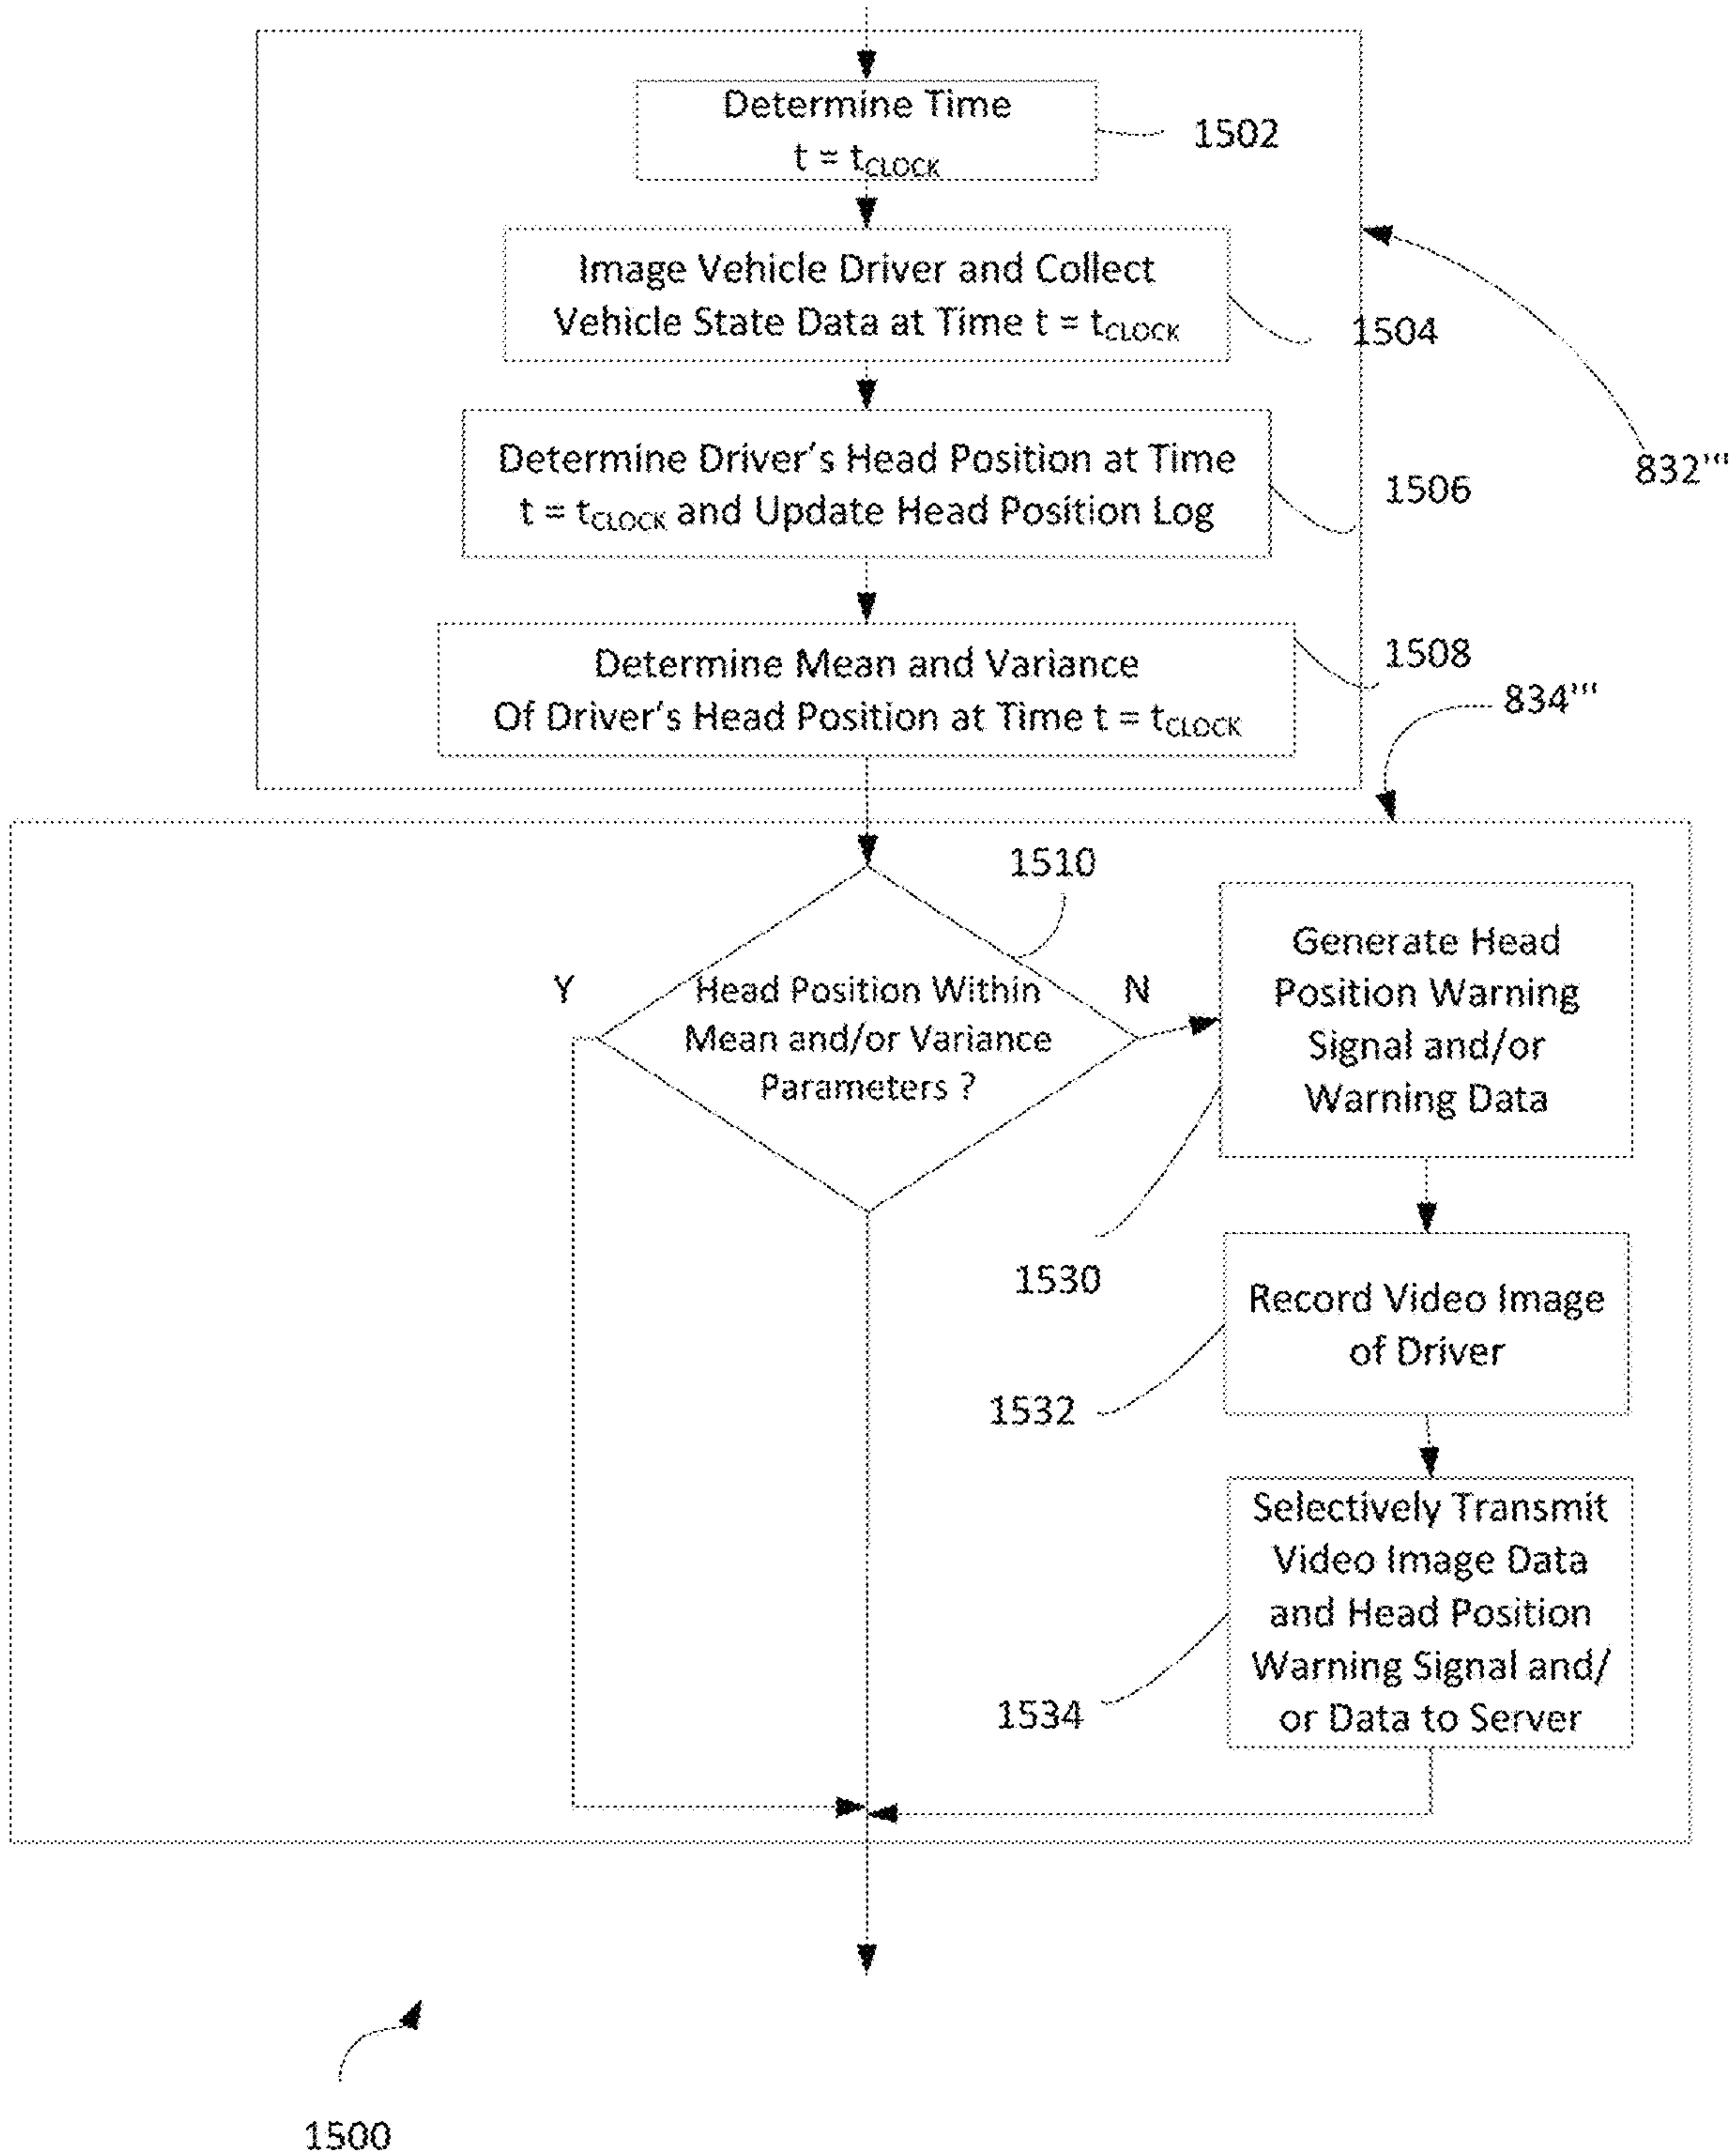 Determine Time
t = tCLOCK
1502
Image Vehicle Driver and Collect
Vehicle State Data at Time t = tCLOCK
1504
832'''
Determine Driver's Head Position at Time
t = tCLOCK and Update Head Position Log
1506
Determine Mean and Variance
Of Driver's Head Position at Time t = tCLOCK
1508
834'''
1510
Y
Head Position Within
Mean and/or Variance
Parameters ?
N
Generate Head
Position Warning
Signal and/or
Warning Data
1530
Record Video Image
of Driver
1532
Selectively Transmit
Video Image Data
and Head Position
Warning Signal and/
or Data to Server
1534
1500